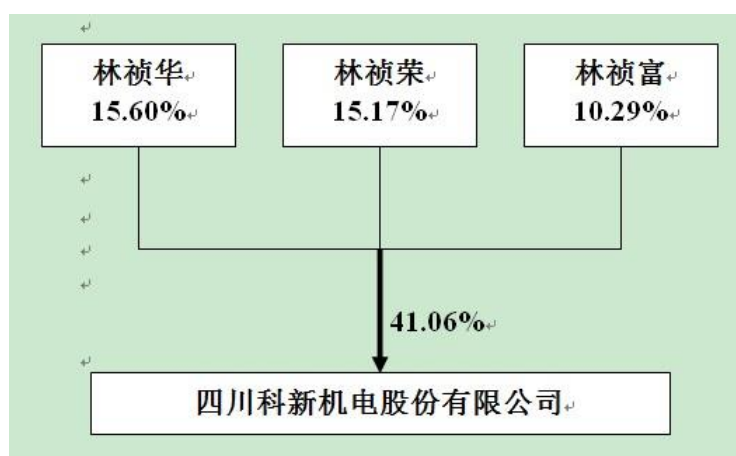 林祯华
15.60%
林祯荣
15.17%
林祯富
10.29%
41.06%
四川科新机电股份有限公司